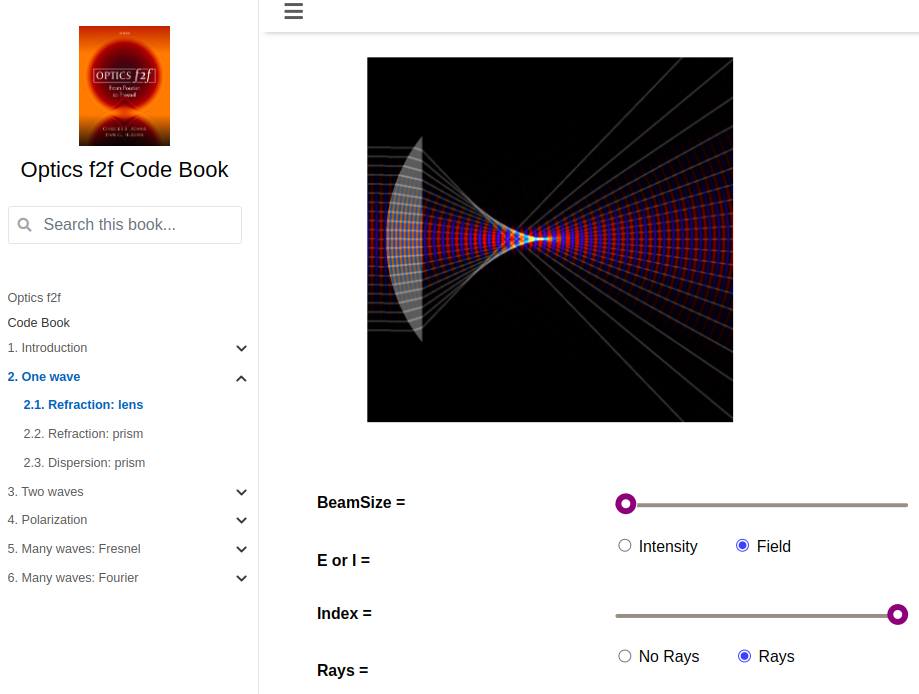 OPTICS f2f
From Fourier
to Fresnel
Optics f2f Code Book
Search this book...
Optics f2f
Code Book
1. Introduction
2. One wave
2.1. Refraction: lens
2.2. Refraction: prism
2.3. Dispersion: prism
3. Two waves
4. Polarization
5. Many waves: Fresnel
6. Many waves: Fourier
BeamSize =
E or I =
Intensity Field
Index =
Rays =
No Rays Rays